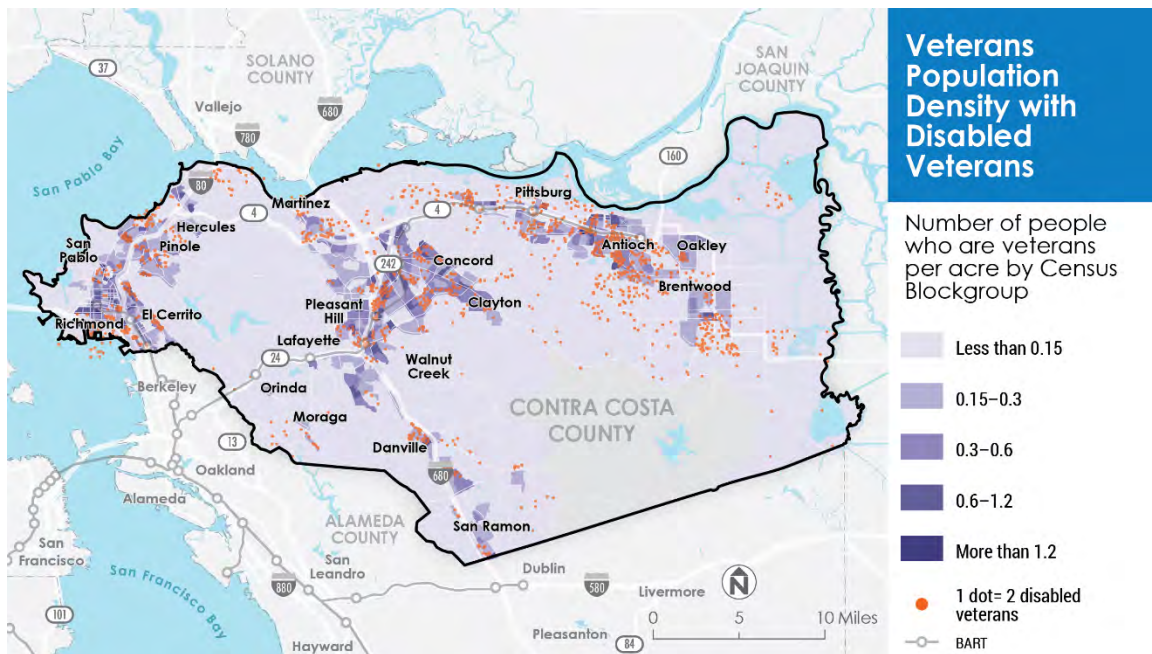 Veterans
Population
Density with
Disabled
Veterans
Number of people
who are veterans
per acre by Census
Blockgroup
Less than 0.15
0.15–0.3
0.3–0.6
0.6–1.2
More than 1.2
1 dot= 2 disabled
veterans
BART
SOLANO
COUNTY
SAN
JOAQUIN
COUNTY
37
Vallejo
680
780
160
San Pablo Bay
80
Martinez
4
4
Pittsburg
Hercules
San
Pablo
Pinole
Antioch
Oakley
242
Concord
Brentwood
Clayton
Pleasant
Hill
Richmond
El Cerrito
Lafayette
24
Walnut
Creek
Berkeley
Orinda
Moraga
CONTRA COSTA
COUNTY
13
Danville
Oakland
680
Alameda
ALAMEDA
COUNTY
San Ramon
San
Francisco
San
Leandro
Dublin
San Francisco Bay
880
580
Livermore
N
0 5 10 Miles
101
Hayward
Pleasanton
84